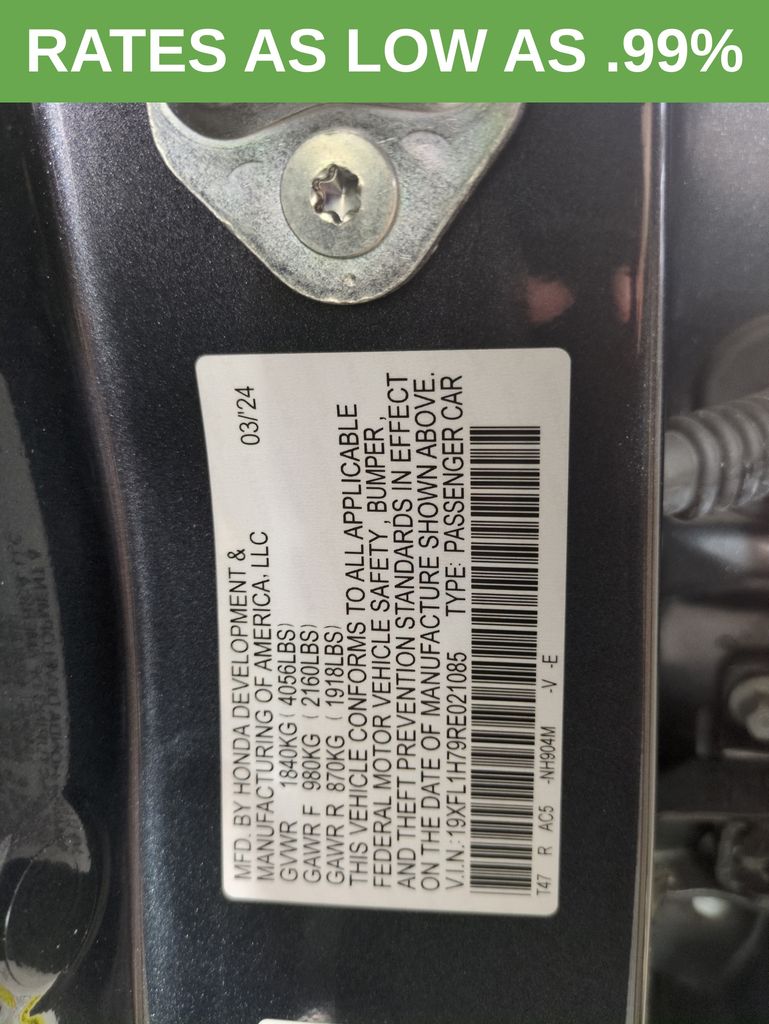 RATES AS LOW AS .99%
MFD. BY HONDA DEVELOPMENT &
MANUFACTURING OF AMERICA, LLC 03/'24
GVWR 1840KG ( 4056LBS)
GAWR F 980KG ( 2160LBS)
GAWR R 870KG ( 1918LBS)
THIS VEHICLE CONFORMS TO ALL APPLICABLE
FEDERAL MOTOR VEHICLE SAFETY, BUMPER,
AND THEFT PREVENTION STANDARDS IN EFFECT
ON THE DATE OF MANUFACTURE SHOWN ABOVE.
V.I.N.: 19XFL1H79RE021085 TYPE: PASSENGER CAR
T47 R AC5 -NH904M -V -E